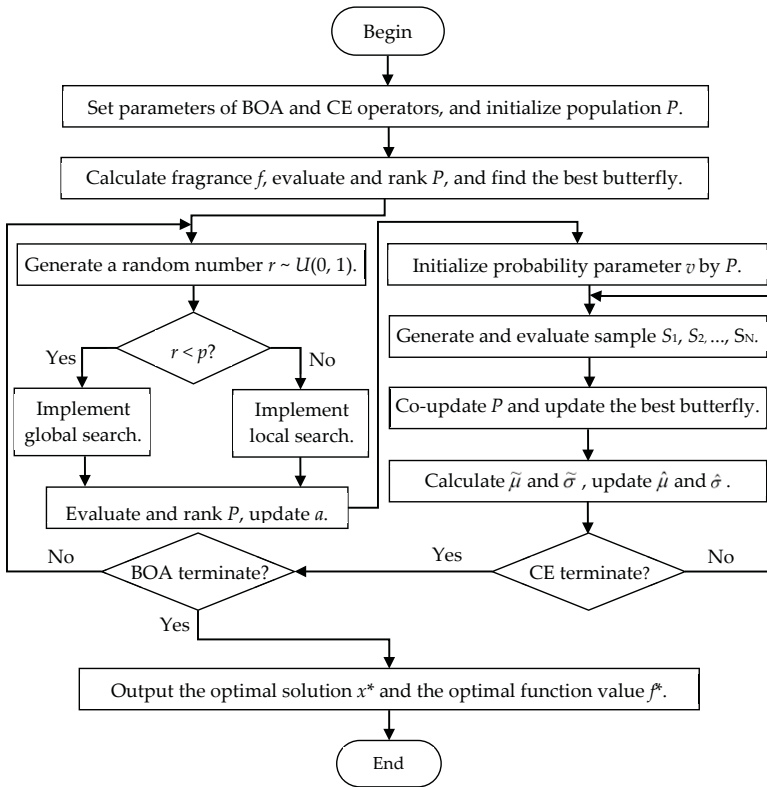 Begin
Set parameters of BOA and CE operators, and initialize population P.
Calculate fragrance f, evaluate and rank P, and find the best butterfly.
Generate a random number r ~ U(0, 1).
r < p?
Yes
No
Implement
global search.
Implement
local search.
Evaluate and rank P, update a.
Initialize probability parameter v by P.
Generate and evaluate sample S₁, S₂, ..., S_N.
Co-update P and update the best butterfly.
Calculate μ̃ and σ̃ , update μ̂ and σ̂ .
CE terminate?
Yes
No
BOA terminate?
No
Yes
Output the optimal solution x* and the optimal function value f*.
End